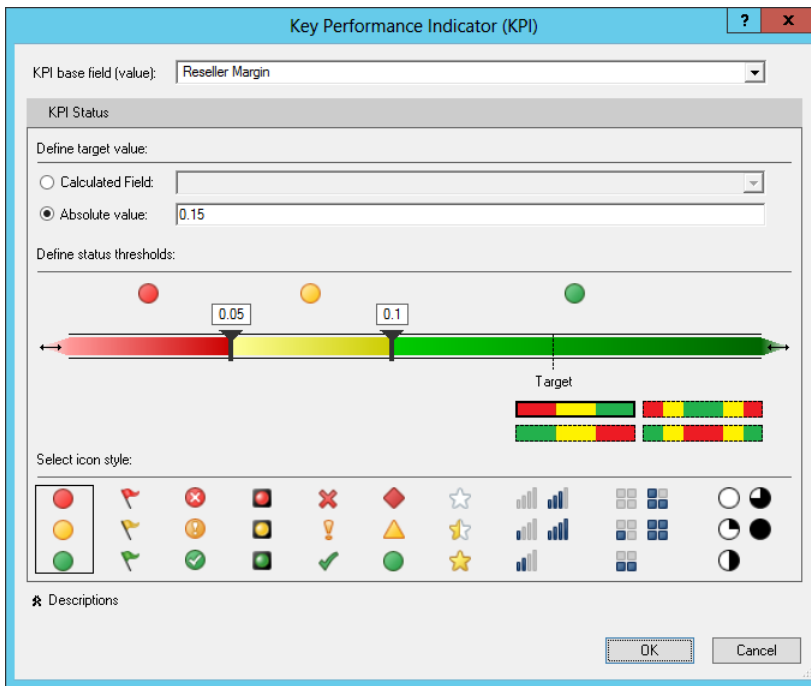 Key Performance Indicator (KPI)
?
x
KPI base field (value):
Reseller Margin
KPI Status
Define target value:
Calculated Field:
Absolute value:
0.15
Define status thresholds:
0.05
0.1
Target
Select icon style:
Descriptions
OK
Cancel